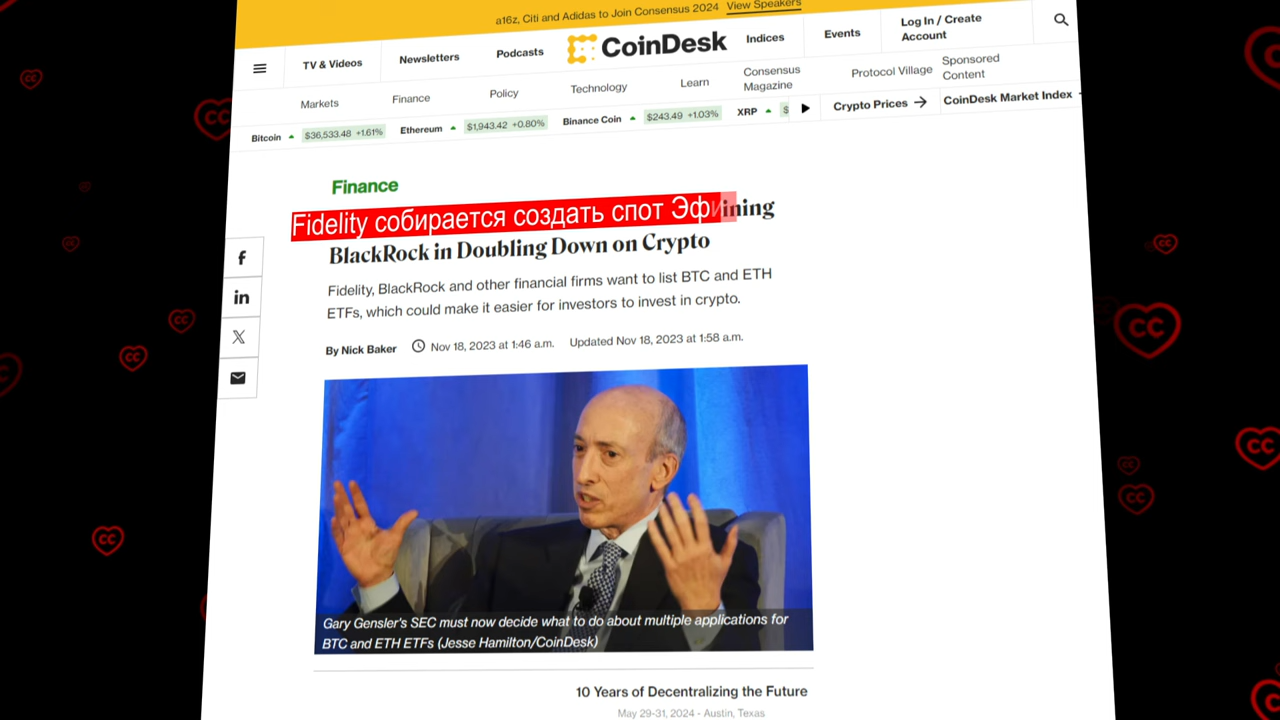 a16z, Citi and Adidas to Join Consensus 2024 View Speakers
TV & Videos Newsletters Podcasts CoinDesk Indices Events Log In / Create Account
Markets Finance Policy Technology Learn Consensus Magazine Protocol Village Sponsored Content
Bitcoin $36,533.48 +1.61% Ethereum $1,943.42 +0.80% Binance Coin $243.49 +1.03% XRP $ Crypto Prices → CoinDesk Market Index
Finance
Fidelity собирается создать спот Эфи
ining
BlackRock in Doubling Down on Crypto
Fidelity, BlackRock and other financial firms want to list BTC and ETH
ETFs, which could make it easier for investors to invest in crypto.
By Nick Baker Nov 18, 2023 at 1:46 a.m. Updated Nov 18, 2023 at 1:58 a.m.
Gary Gensler's SEC must now decide what to do about multiple applications for
BTC and ETH ETFs (Jesse Hamilton/CoinDesk)
10 Years of Decentralizing the Future
May 29-31, 2024 - Austin, Texas